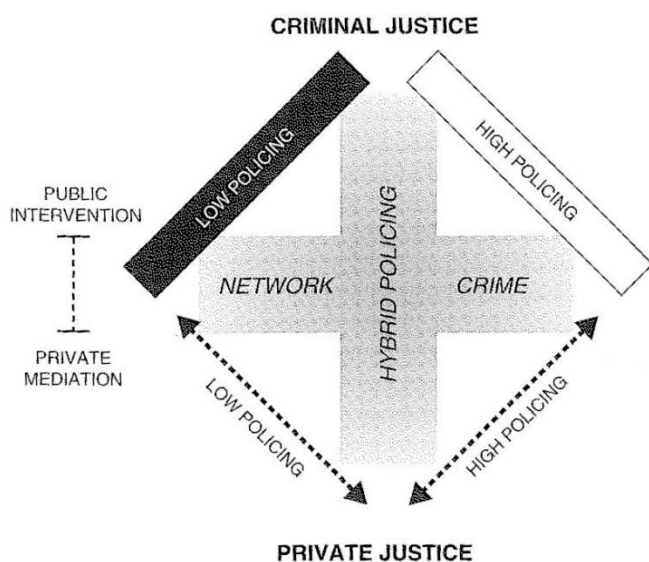 CRIMINAL JUSTICE
LOW POLICING
HIGH POLICING
PUBLIC
INTERVENTION
HYBRID POLICING
NETWORK
CRIME
PRIVATE
MEDIATION
LOW POLICING
HIGH POLICING
PRIVATE JUSTICE